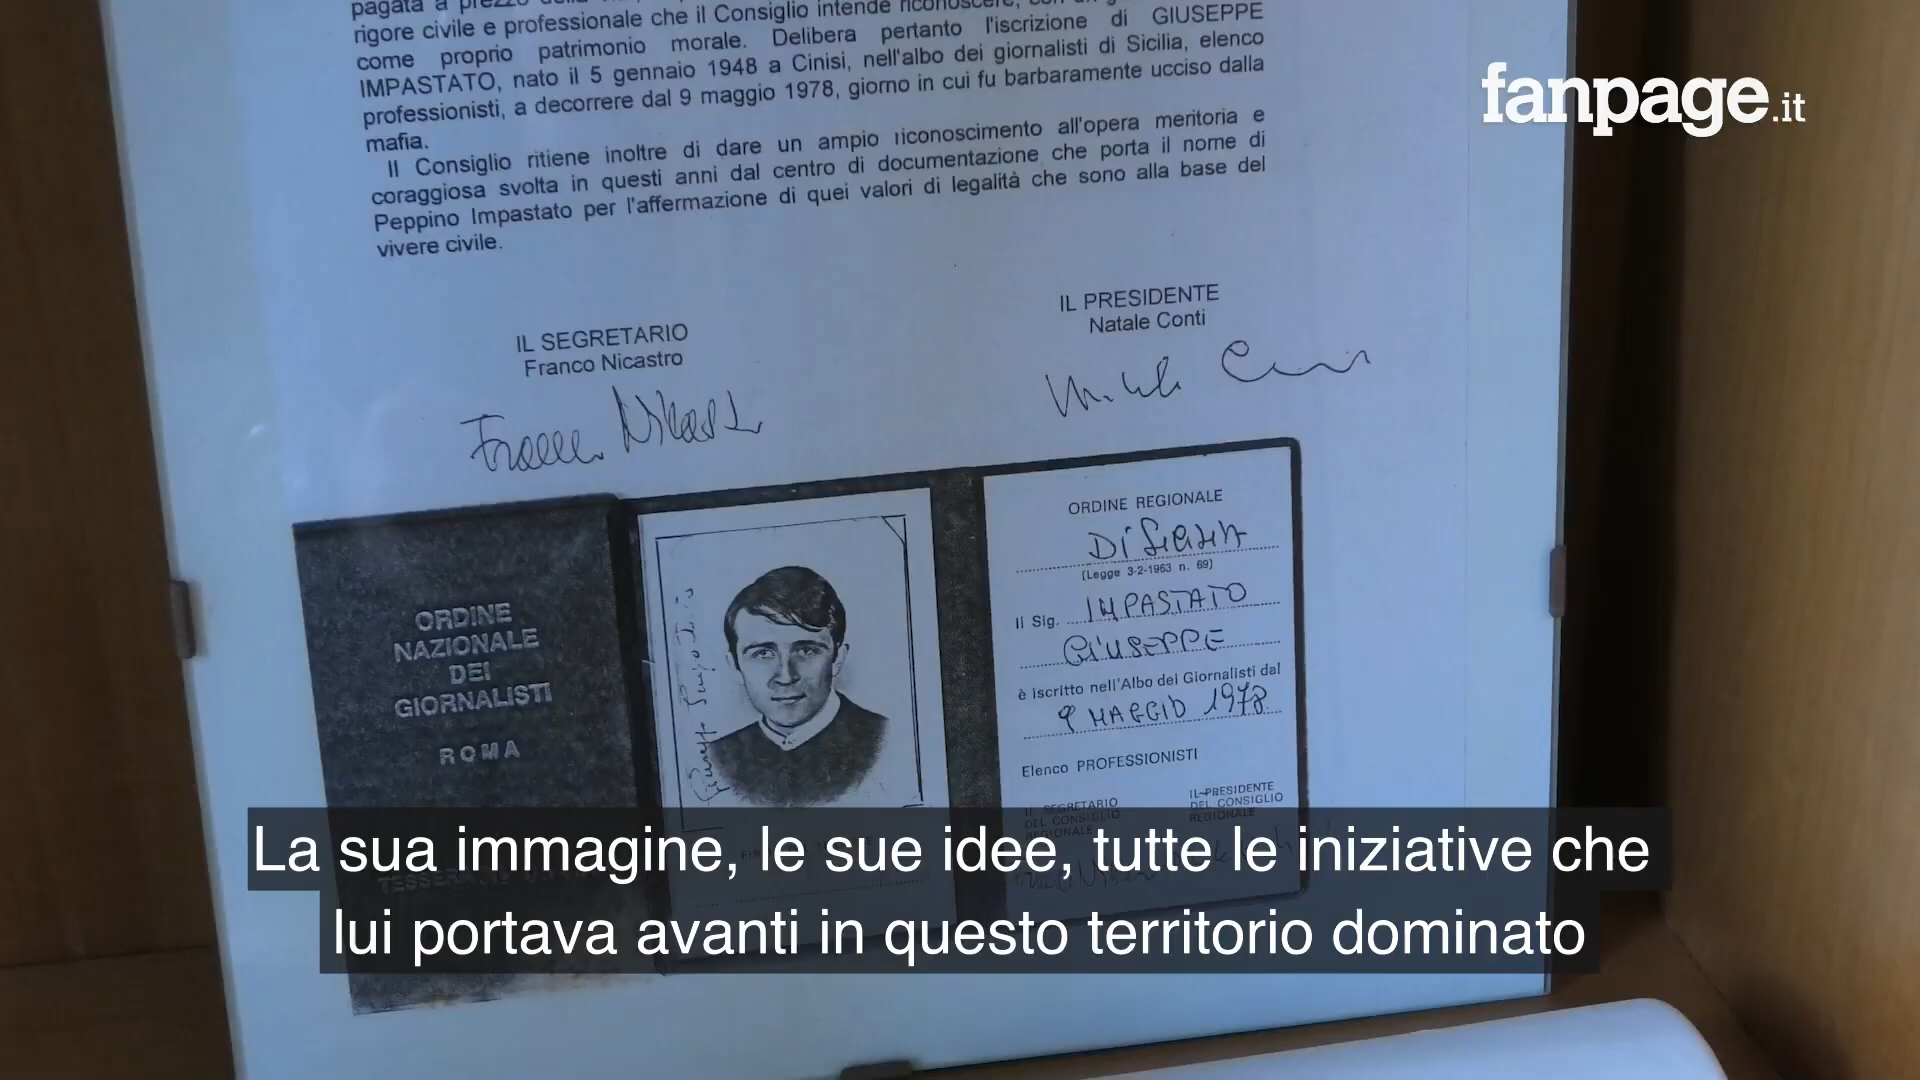 pagata a prezzo
rigore civile e professionale che il Consiglio intende riconoscere,
come proprio patrimonio morale. Delibera pertanto l'iscrizione di GIUSEPPE
IMPASTATO, nato il 5 gennaio 1948 a Cinisi, nell'albo dei giornalisti di Sicilia, elenco
professionisti, a decorrere dal 9 maggio 1978, giorno in cui fu barbaramente ucciso dalla
mafia.
Il Consiglio ritiene inoltre di dare un ampio riconoscimento all'opera meritoria e
coraggiosa svolta in questi anni dal centro di documentazione che porta il nome di
Peppino Impastato per l'affermazione di quei valori di legalità che sono alla base del
vivere civile.
fanpage.it
IL SEGRETARIO
Franco Nicastro
IL PRESIDENTE
Natale Conti
Franco Nicastro
ORDINE
NAZIONALE
DEI
GIORNALISTI
ROMA
TESSERA
ORDINE REGIONALE
Di Sicilia
(Legge 3-2-1963 n. 69)
Il Sig. IMPASTATO
GIUSEPPE
è iscritto nell'Albo dei Giornalisti dal
9 MAGGIO 1978
Elenco PROFESSIONISTI
IL SEGRETARIO
DEL CONSIGLIO
REGIONALE
IL PRESIDENTE
DEL CONSIGLIO
REGIONALE
La sua immagine, le sue idee, tutte le iniziative che
lui portava avanti in questo territorio dominato